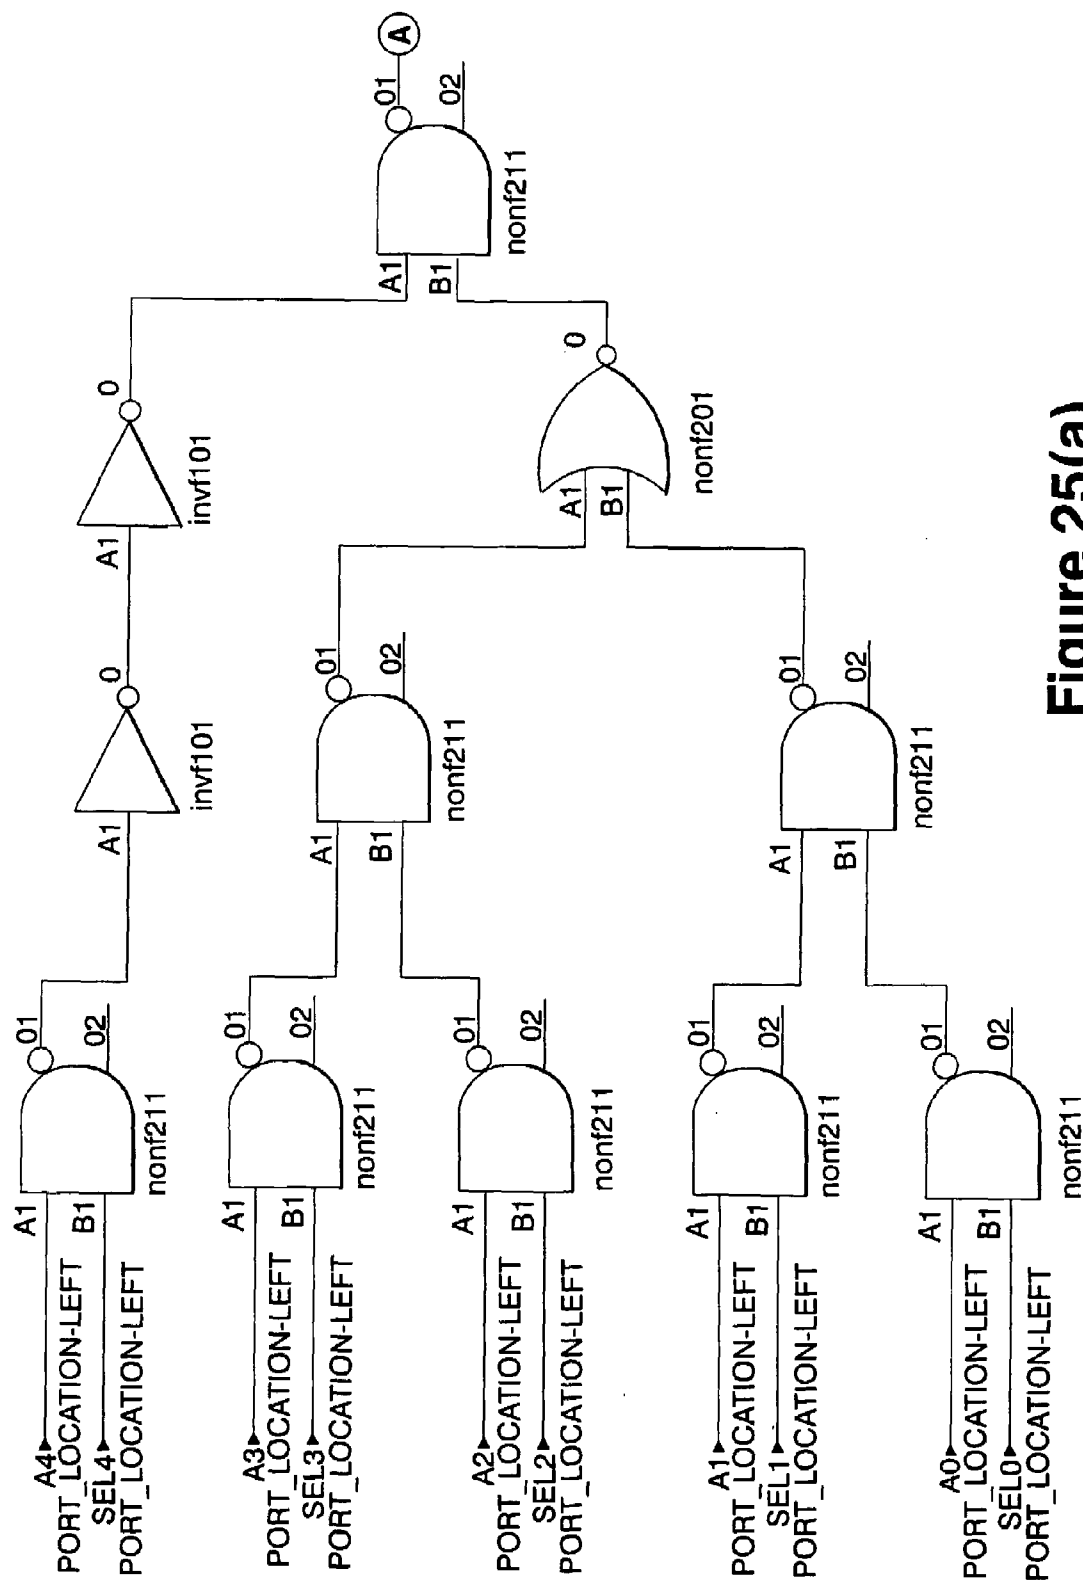 A4
PORT_LOCATION-LEFT
SEL4
PORT_LOCATION-LEFT
A1
B1
01
02
nonf211
A1
0
invf101
A1
0
invf101
A3
PORT_LOCATION-LEFT
SEL3
PORT_LOCATION-LEFT
A1
B1
01
02
nonf211
A2
PORT_LOCATION-LEFT
SEL2
PORT_LOCATION-LEFT
A1
B1
01
02
nonf211
A1
B1
01
02
nonf211
A1
PORT_LOCATION-LEFT
SEL1
PORT_LOCATION-LEFT
A1
B1
01
02
nonf211
A0
PORT_LOCATION-LEFT
SEL0
PORT_LOCATION-LEFT
A1
B1
01
02
nonf211
A1
B1
01
02
nonf211
A1
B1
0
nonf201
A1
B1
01
02
nonf211
A
Figure 25(a)